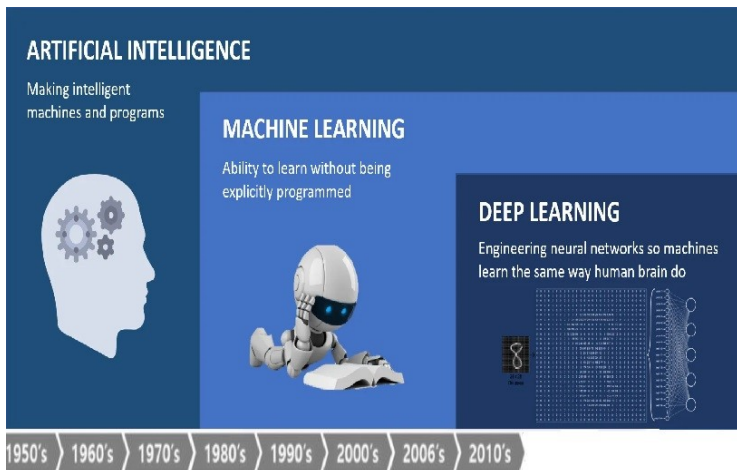 ARTIFICIAL INTELLIGENCE
Making intelligent
machines and programs
MACHINE LEARNING
Ability to learn without being
explicitly programmed
DEEP LEARNING
Engineering neural networks so machines
learn the same way human brain do
1950's 1960's 1970's 1980's 1990's 2000's 2006's 2010's